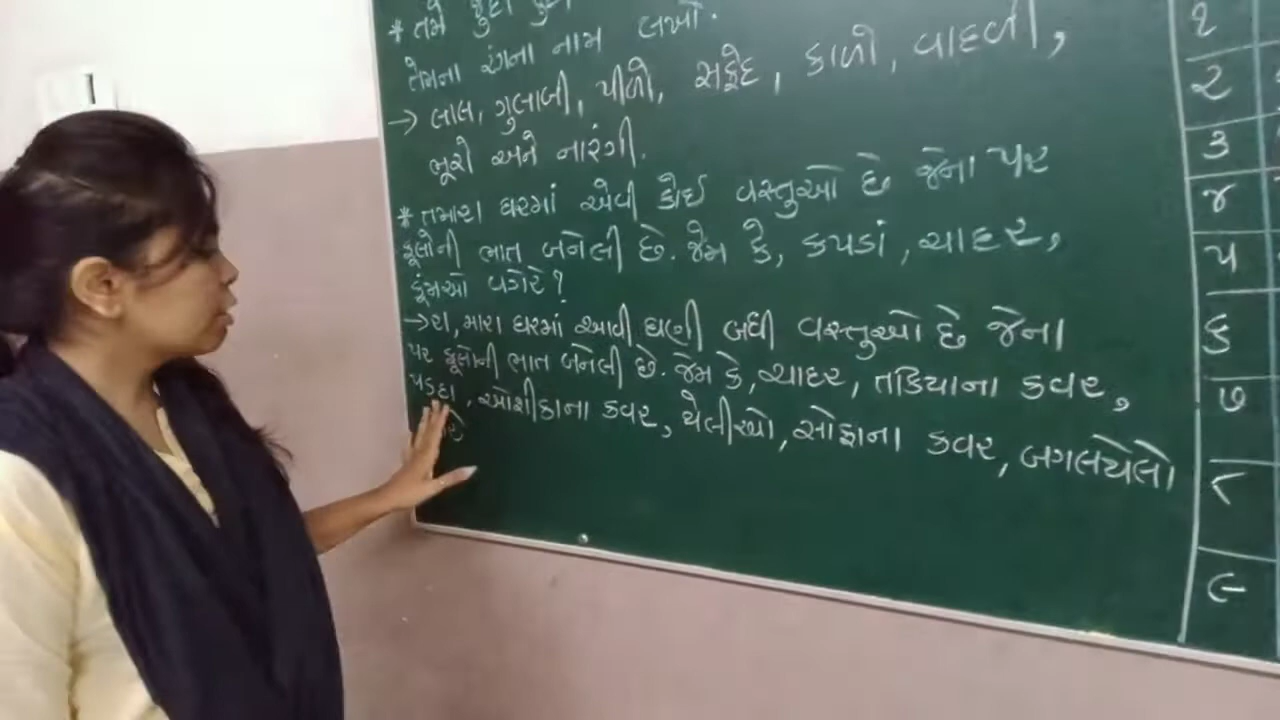 * તમે જુદા જુદા
તેમના રંગના નામ લખો.
→ લાલ, ગુલાબી, પીળો, સફેદ, કાળો, વાદળી,
ભૂરો અને નારંગી.
* તમારા ઘરમાં એવી કોઈ વસ્તુઓ છે જેના પર
ફૂલોની ભાત બનેલી છે. જેમ કે, કપડાં, ચાદર,
ફૂંમઓ વગેરે?
→ હા, મારા ઘરમાં આવી ઘણી બધી વસ્તુઓ છે જેના
પર ફૂલોની ભાત બનેલી છે. જેમ કે, ચાદર, તકિયાના કવર,
પડદા, ઓશીકાના કવર, થેલીઓ, સોફાના કવર, બગલથેલો
૧
૨
૩
૪
૫
૬
૭
૮
૯